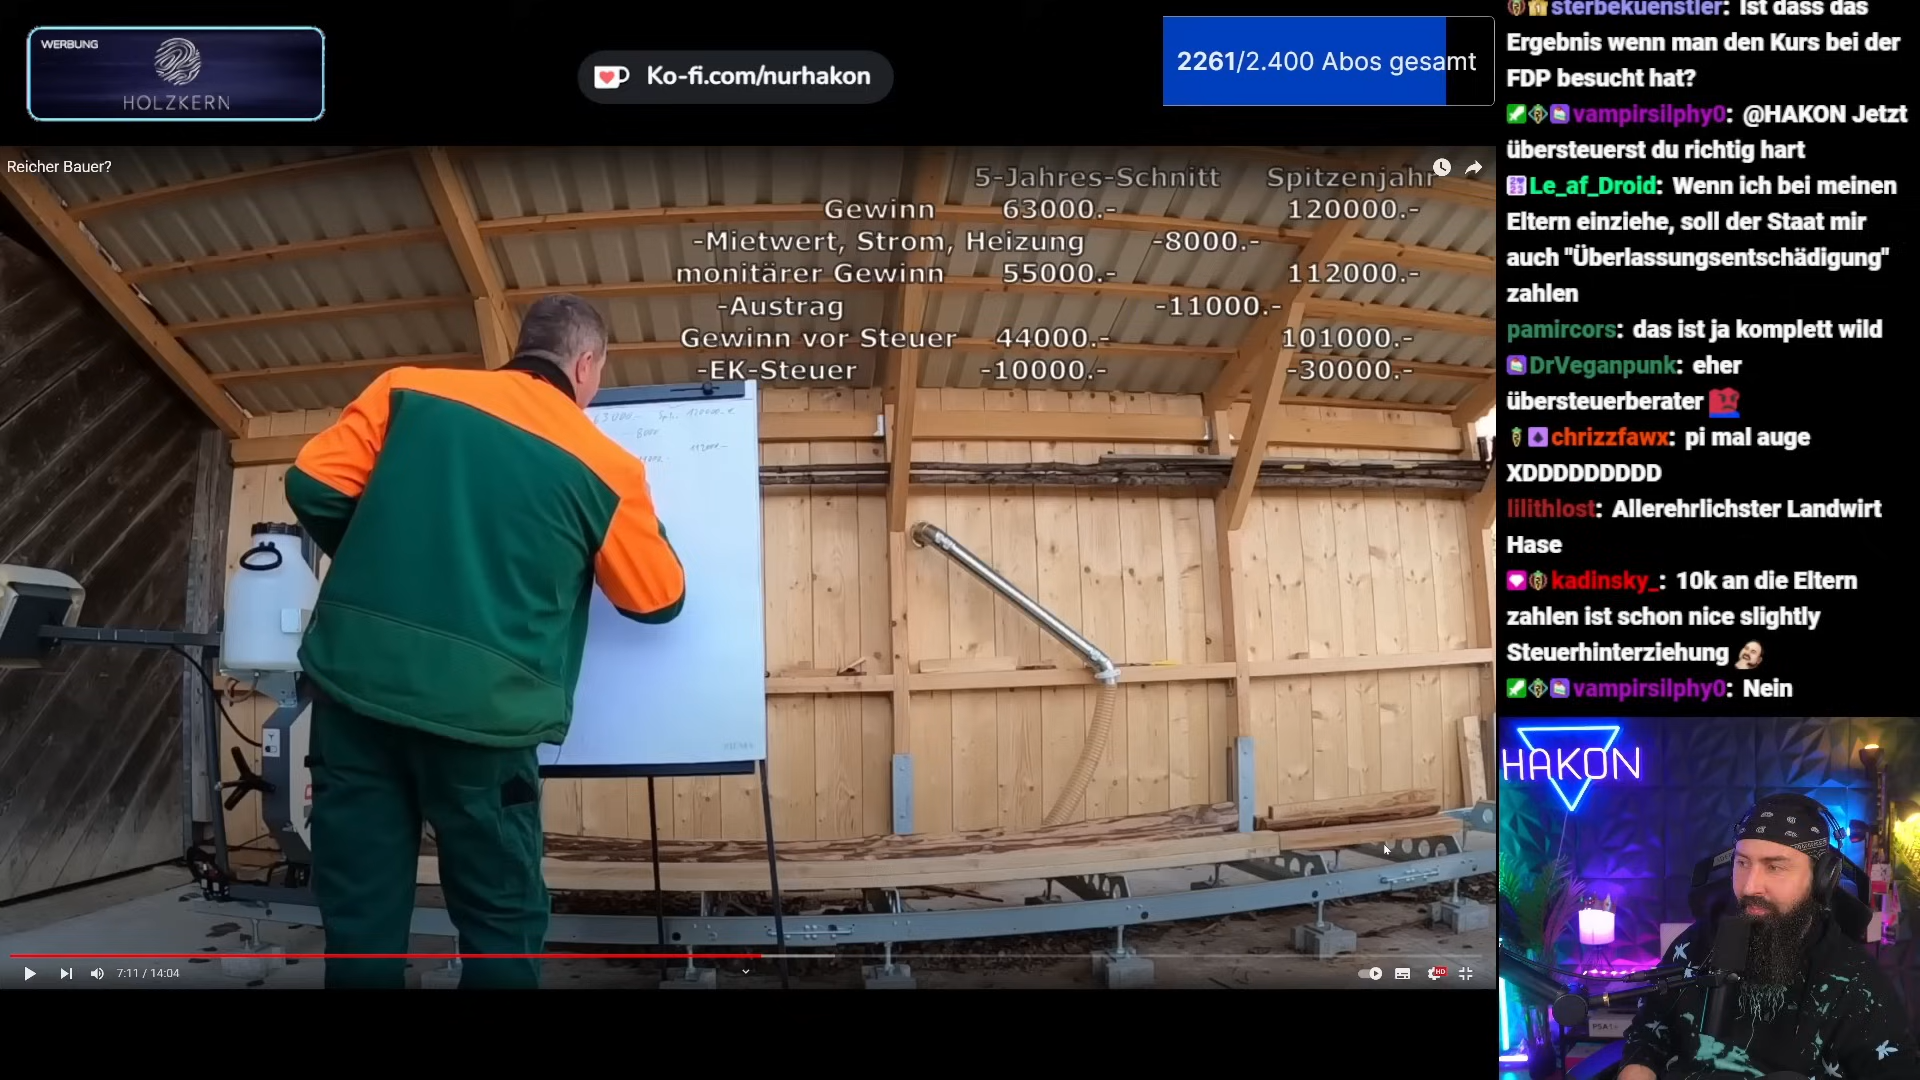 WERBUNG
HOLZKERN
Ko-fi.com/nurhakon
2261/2.400 Abos gesamt
Reicher Bauer?
5-Jahres-Schnitt Spitzenjahr
Gewinn 63000.- 120000.-
-Mietwert, Strom, Heizung -8000.-
monitärer Gewinn 55000.- 112000.-
-Austrag -11000.-
Gewinn vor Steuer 44000.- 101000.-
-EK-Steuer -10000.- -30000.-
7:11 / 14:04
HD
sterbekuenstler: Ist dass das
Ergebnis wenn man den Kurs bei der
FDP besucht hat?
vampirsilphy0: @HAKON Jetzt
übersteuerst du richtig hart
Le_af_Droid: Wenn ich bei meinen
Eltern einziehe, soll der Staat mir
auch "Überlassungsentschädigung"
zahlen
pamircors: das ist ja komplett wild
DrVeganpunk: eher
übersteuerberater
chrizzfawx: pi mal auge
XDDDDDDDDD
lilithlost: Allerehrlichster Landwirt
Hase
kadinsky_: 10k an die Eltern
zahlen ist schon nice slightly
Steuerhinterziehung
vampirsilphy0: Nein
HAKON